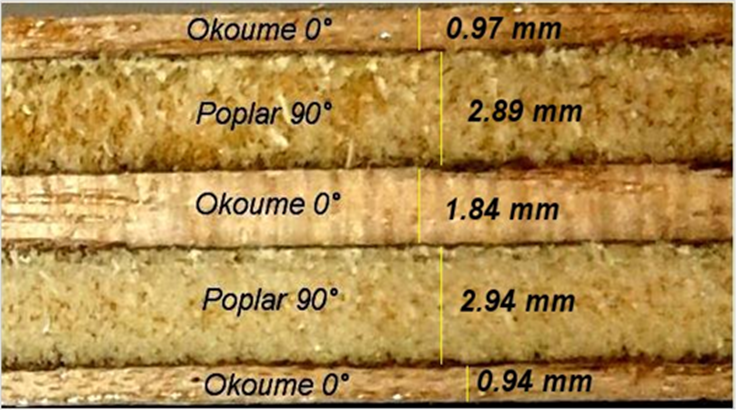 Okoume 0° 0.97 mm
Poplar 90° 2.89 mm
Okoume 0° 1.84 mm
Poplar 90° 2.94 mm
Okoume 0° 0.94 mm